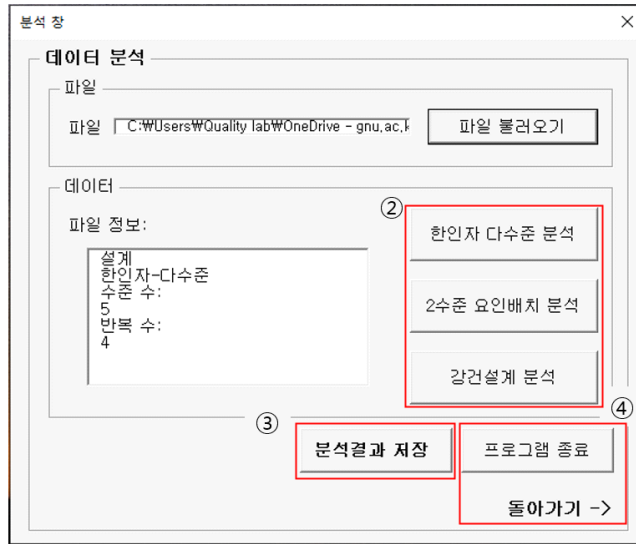 분석 창
데이터 분석
파일
파일 C:₩Users₩Quality lab₩OneDrive - gnu.ac.k
파일 불러오기
데이터
②
파일 정보:
한인자 다수준 분석
설계
한인자-다수준
수준 수:
5
반복 수:
4
2수준 요인배치 분석
강건설계 분석
③
④
분석결과 저장
프로그램 종료
돌아가기 ->